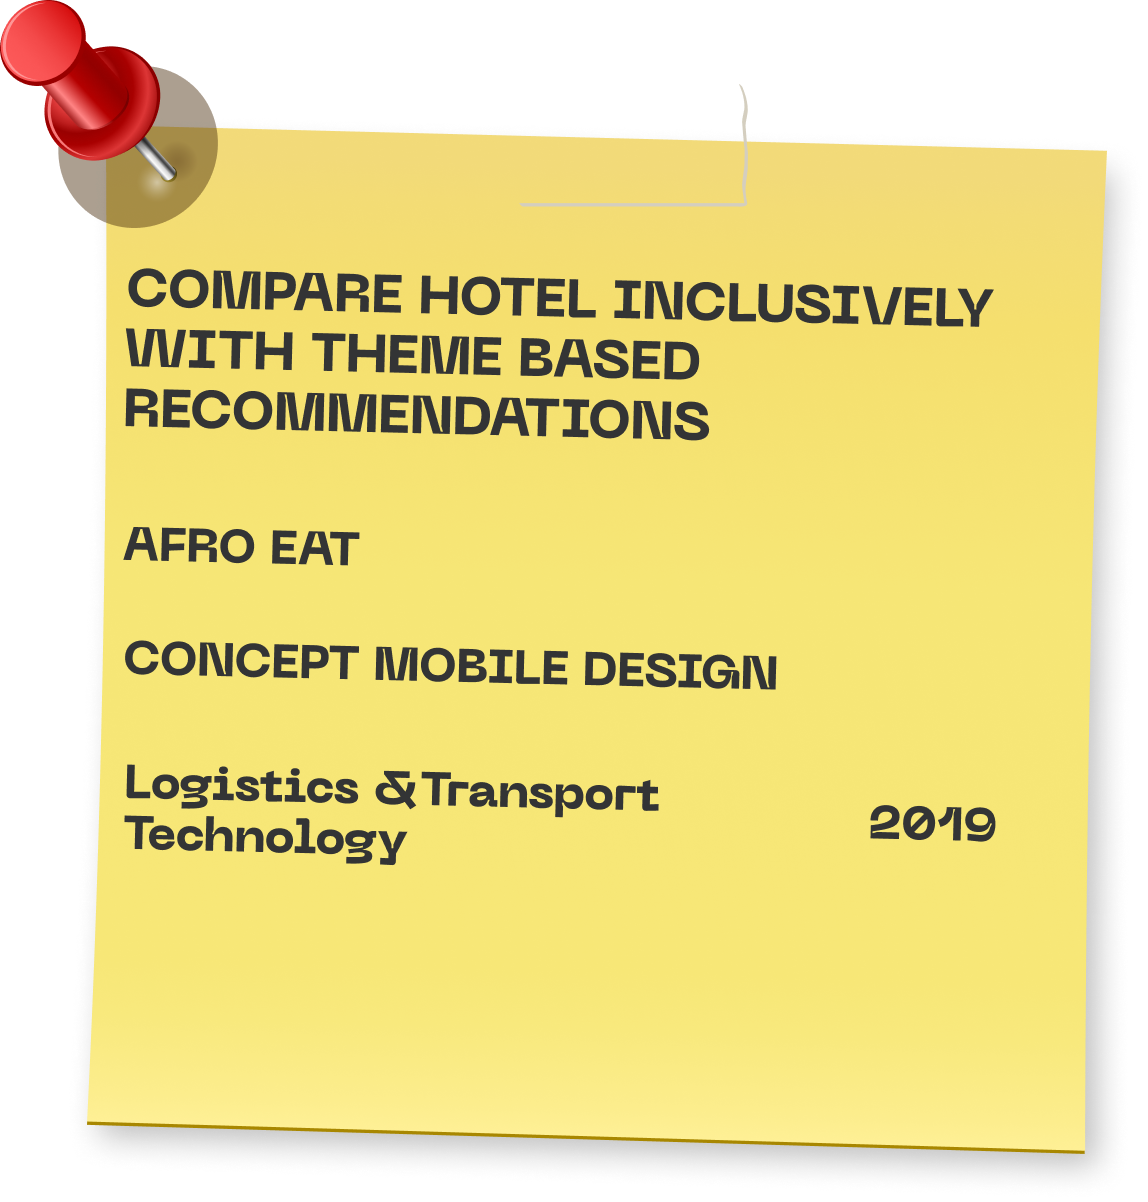 COMPARE HOTEL INCLUSIVELY
WITH THEME BASED
RECOMMENDATIONS
AFRO EAT
CONCEPT MOBILE DESIGN
Logistics & Transport
Technology
2019